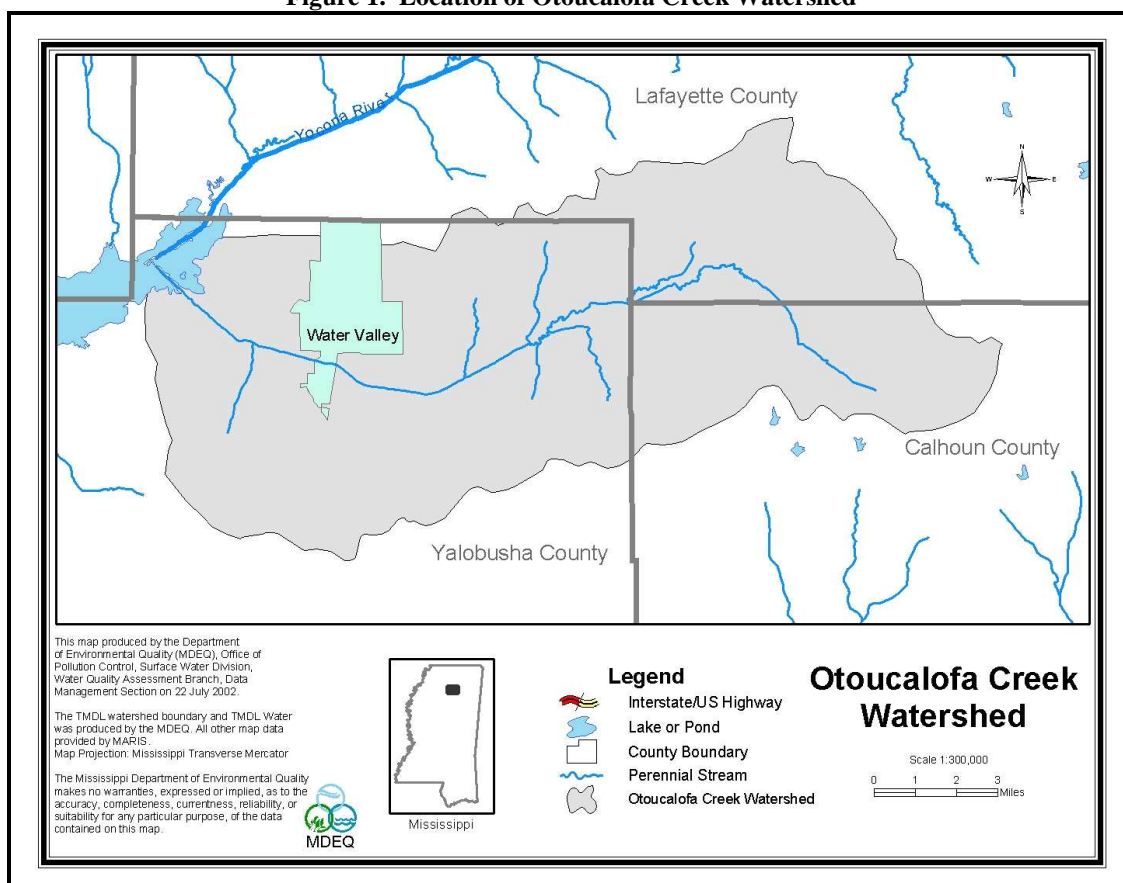 Figure 1. Location of Otoucalofa Creek Watershed
Lafayette County
Yocona River
N
W
E
S
Water Valley
Calhoun County
Yalobusha County
This map produced by the Department
of Environmental Quality (MDEQ), Office of
Pollution Control, Surface Water Division,
Water Quality Assessment Branch, Data
Management Section on 22 July 2002.
The TMDL watershed boundary and TMDL Water
was produced by the MDEQ. All other map data
provided by MARIS.
Map Projection: Mississippi Transverse Mercator
The Mississippi Department of Environmental Quality
makes no warranties, expressed or implied, as to the
accuracy, completeness, currentness, reliability, or
suitability for any particular purpose, of the data
contained on this map.
MDEQ
Mississippi
Legend
Interstate/US Highway
Lake or Pond
County Boundary
Perennial Stream
Otoucalofa Creek Watershed
Otoucalofa Creek
Watershed
Scale 1:300,000
0 1 2 3
Miles